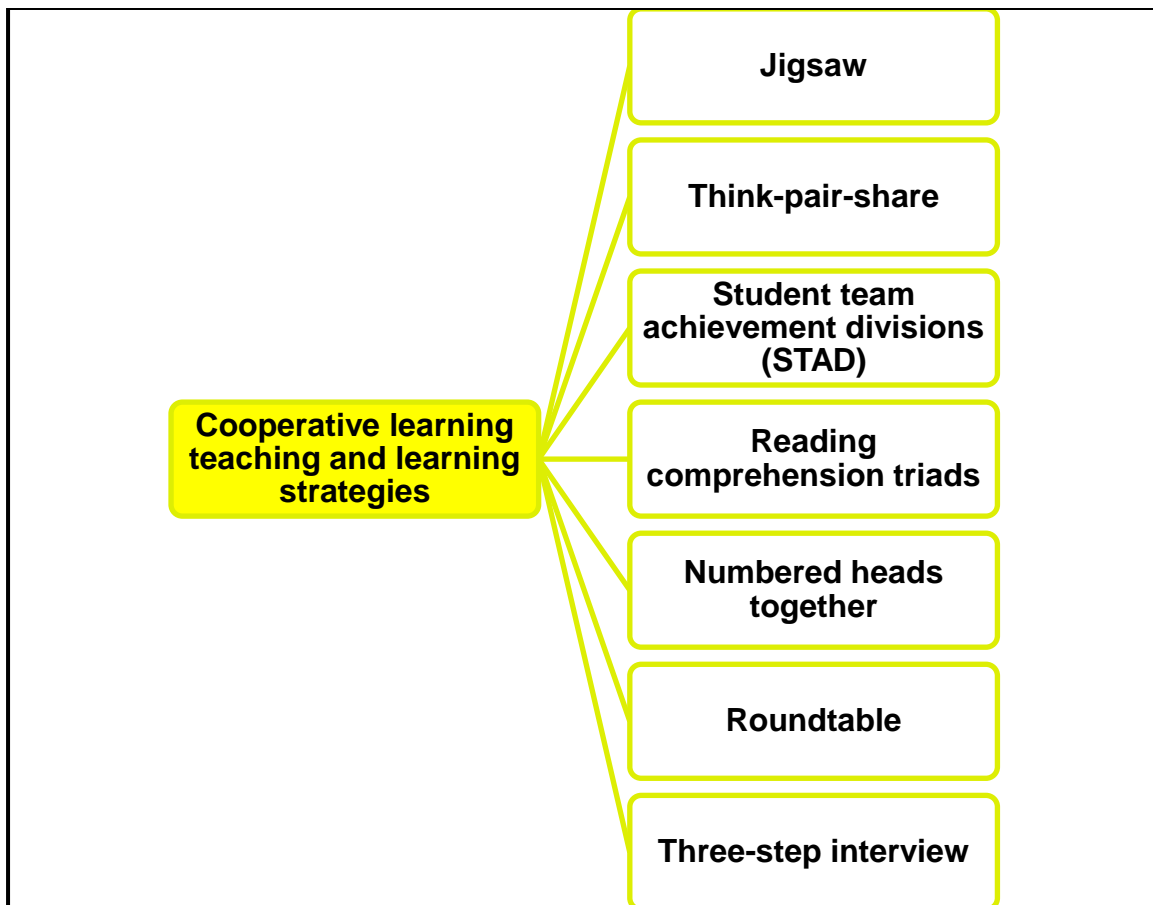 Jigsaw
Think-pair-share
Student team
achievement divisions
(STAD)
Cooperative learning
teaching and learning
strategies
Reading
comprehension triads
Numbered heads
together
Roundtable
Three-step interview